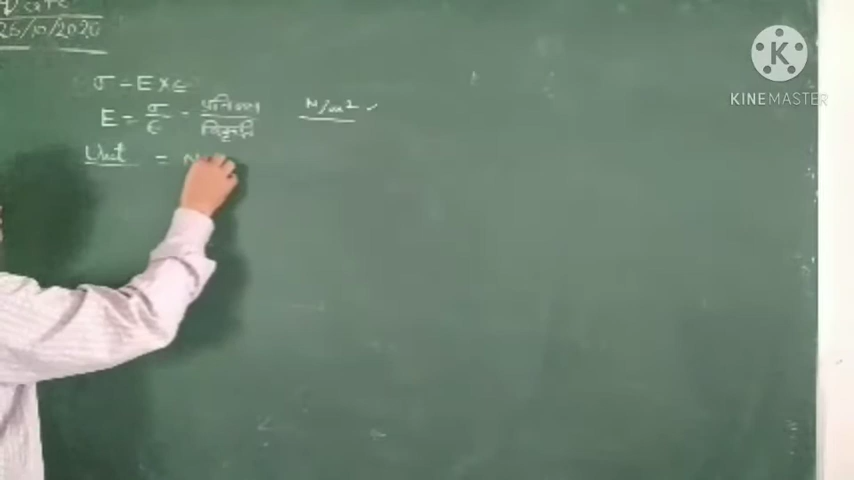 Date
26/10/2020
σ = E × ε
E = σ/ε = प्रतिबल/विकृति N/m² ✓
Unit = N
KINEMASTER